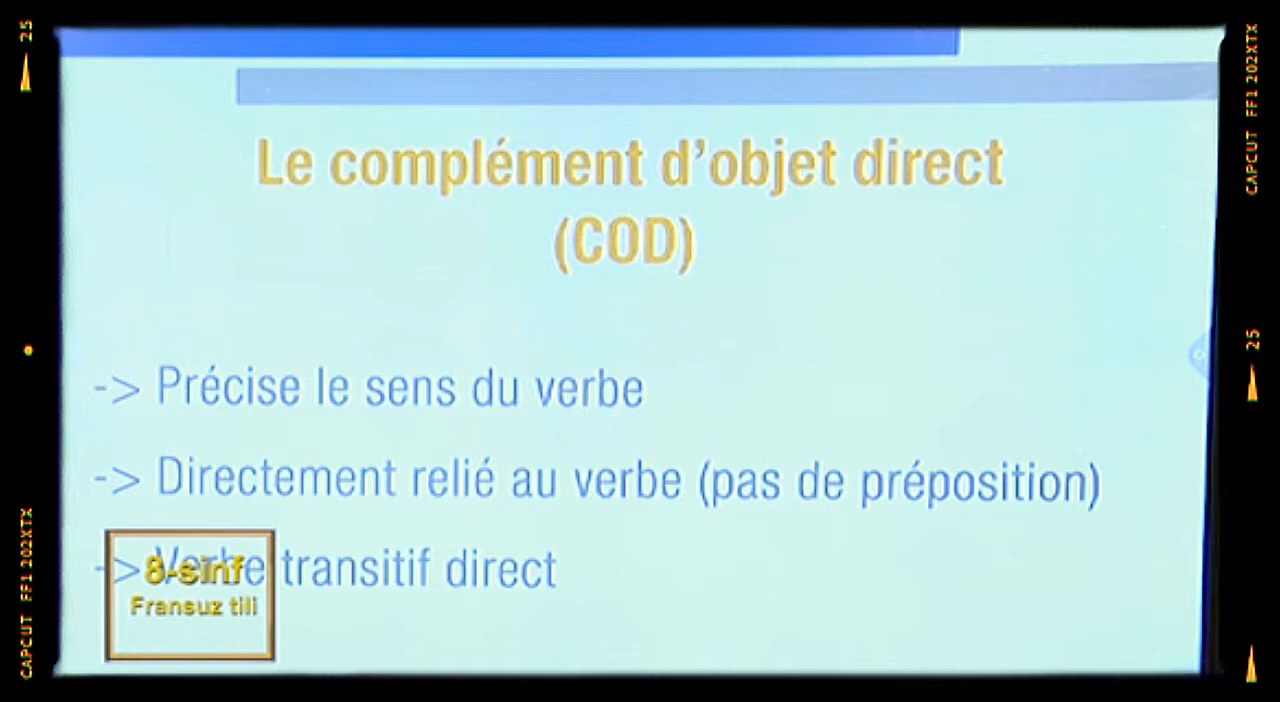 25
CAPCUT FF1 202XTX
Le complément d'objet direct
(COD)
-> Précise le sens du verbe
-> Directement relié au verbe (pas de préposition)
-> Verbe transitif direct
8-sinf
Fransuz tili
25
CAPCUT FF1 202XTX